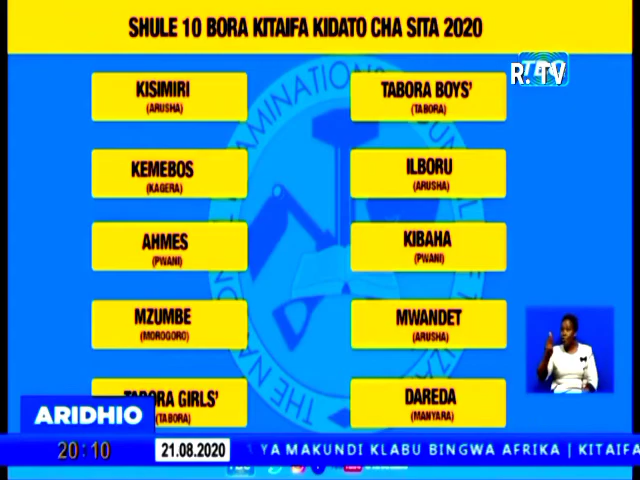 SHULE 10 BORA KITAIFA KIDATO CHA SITA 2020
R. TV
KISIMIRI
(ARUSHA)
TABORA BOYS'
(TABORA)
KEMEBOS
(KAGERA)
ILBORU
(ARUSHA)
AHMES
(PWANI)
KIBAHA
(PWANI)
MZUMBE
(MOROGORO)
MWANDET
(ARUSHA)
TABORA GIRLS'
(TABORA)
DAREDA
(MANYARA)
ARIDHIO
20:10
21.08.2020
YA MAKUNDI KLABU BINGWA AFRIKA | KITAIFA